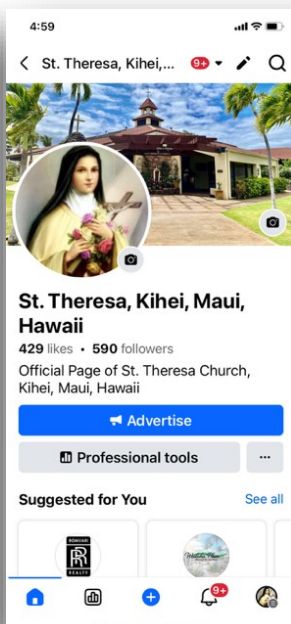 4:59
St. Theresa, Kihei,... 9+
St. Theresa, Kihei, Maui,
Hawaii
429 likes • 590 followers
Official Page of St. Theresa Church,
Kihei, Maui, Hawaii
Advertise
Professional tools
Suggested for You See all
R
REALTY
9+